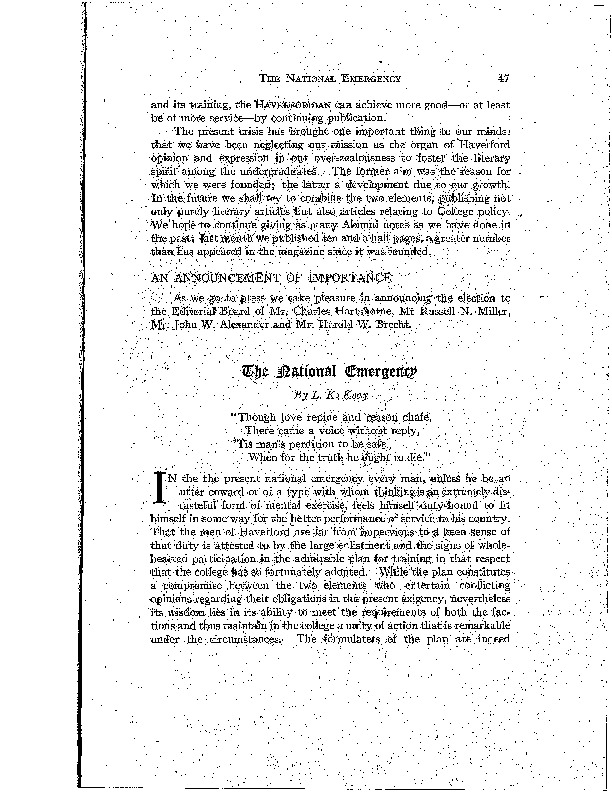 THE NATIONAL EMERGENCY 47
and its training, the HAVERFORDIAN can achieve more good—or at least
be of more service—by continuing publication.
The present crisis has brought one important thing to our minds:
that we have been neglecting our mission as the organ of Haverford
opinion and expression in our over-zealousness to foster the literary
spirit among the undergraduates. The former aim was the reason for
which we were founded; the latter a development due to our growth.
In the future we shall try to combine the two elements, publishing not
only purely literary articles but also articles relating to College policy.
We hope to continue giving as many Alumni notes as we have done in
the past; last month we published ten and a half pages, a greater number
than has appeared in the magazine since it was founded.
AN ANNOUNCEMENT OF IMPORTANCE
As we go to press we take pleasure in announcing the election to
the Editorial Board of Mr. Charles Hartshorne, Mr. Russell N. Miller,
Mr. John W. Alexander and Mr. Harold W. Brecht.
The National Emergency
By L. K.
"Though love repine and reason chafe,
There came a voice without reply,
'Tis man's perdition to be safe,
When for the truth he ought to die."
IN the the present national emergency every man, unless he be an
utter coward or of a type with whom thinking is an extremely dis-
tasteful form of mental exercise, feels himself duty-bound to fit
himself in some way for the better performance of service to his country.
That the men of Haverford are far from impervious to a keen sense of
that duty is attested to by the large enlistment and the signs of whole-
hearted participation in the admirable plan for training in that respect
that the college has so fortunately adopted. While the plan constitutes
a compromise between the two elements who entertain conflicting
opinions regarding their obligations in the present exigency, nevertheless
its wisdom lies in its ability to meet the requirements of both the fac-
tions and thus maintain in the college a unity of action that is remarkable
under the circumstances. The formulators of the plan are indeed